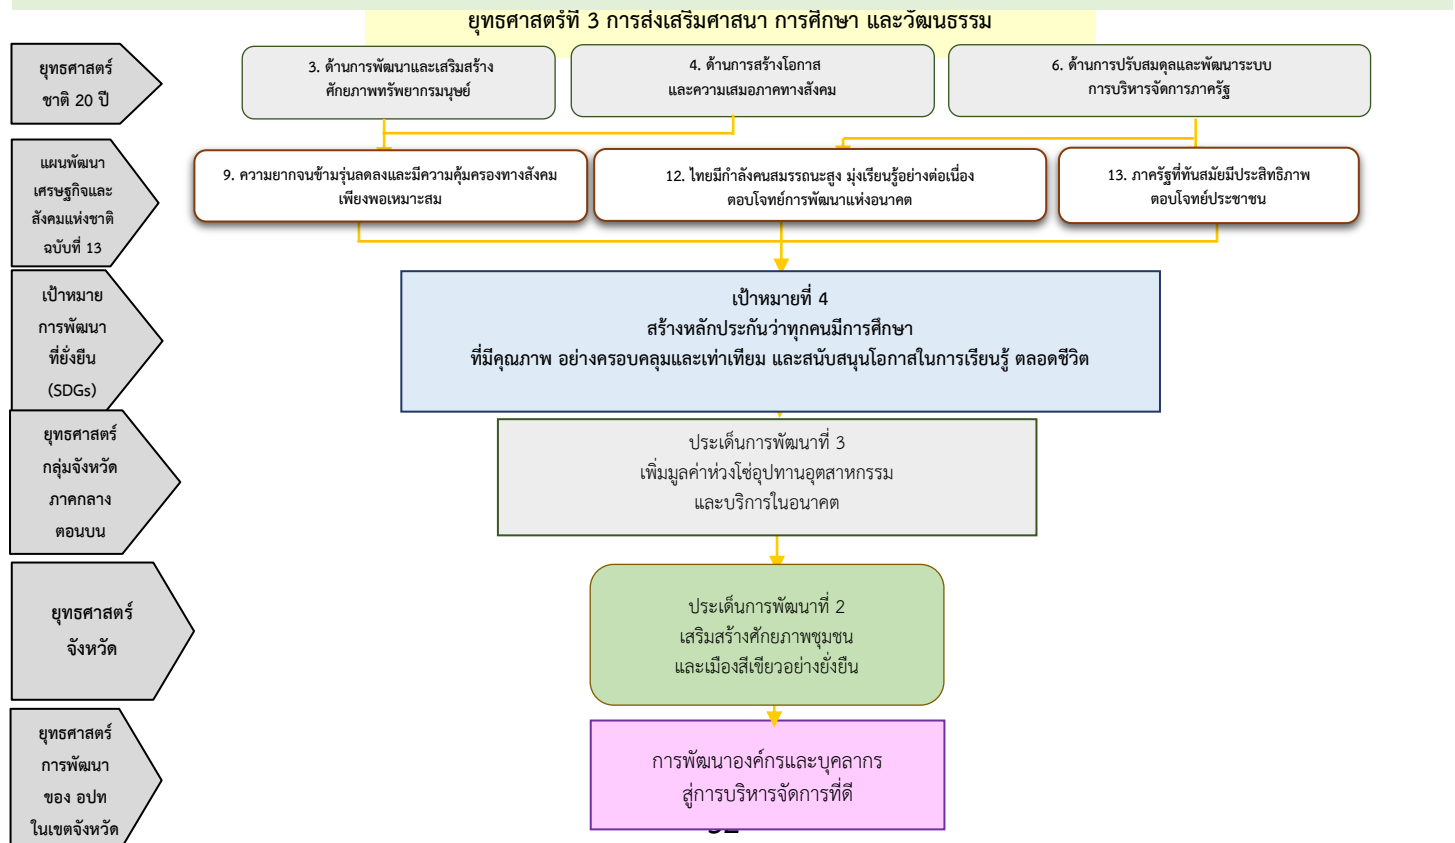 ยุทธศาสตร์ที่ 3 การส่งเสริมศาสนา การศึกษา และวัฒนธรรม
ยุทธศาสตร์
ชาติ 20 ปี
3. ด้านการพัฒนาและเสริมสร้าง
ศักยภาพทรัพยากรมนุษย์
4. ด้านการสร้างโอกาส
และความเสมอภาคทางสังคม
6. ด้านการปรับสมดุลและพัฒนาระบบ
การบริหารจัดการภาครัฐ
แผนพัฒนา
เศรษฐกิจและ
สังคมแห่งชาติ
ฉบับที่ 13
9. ความยากจนข้ามรุ่นลดลงและมีความคุ้มครองทางสังคม
เพียงพอเหมาะสม
12. ไทยมีกำลังคนสมรรถนะสูง มุ่งเรียนรู้อย่างต่อเนื่อง
ตอบโจทย์การพัฒนาแห่งอนาคต
13. ภาครัฐที่ทันสมัยมีประสิทธิภาพ
ตอบโจทย์ประชาชน
เป้าหมาย
การพัฒนา
ที่ยั่งยืน
(SDGs)
เป้าหมายที่ 4
สร้างหลักประกันว่าทุกคนมีการศึกษา
ที่มีคุณภาพ อย่างครอบคลุมและเท่าเทียม และสนับสนุนโอกาสในการเรียนรู้ ตลอดชีวิต
ยุทธศาสตร์
กลุ่มจังหวัด
ภาคกลาง
ตอนบน
ประเด็นการพัฒนาที่ 3
เพิ่มมูลค่าห่วงโซ่อุปทานอุตสาหกรรม
และบริการในอนาคต
ยุทธศาสตร์
จังหวัด
ประเด็นการพัฒนาที่ 2
เสริมสร้างศักยภาพชุมชน
และเมืองสีเขียวอย่างยั่งยืน
ยุทธศาสตร์
การพัฒนา
ของ อปท
ในเขตจังหวัด
การพัฒนาองค์กรและบุคลากร
สู่การบริหารจัดการที่ดี